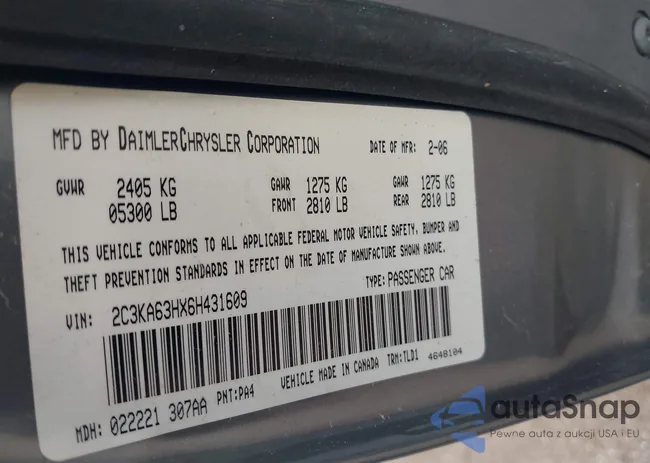 MFD BY DAIMLERCHRYSLER CORPORATION DATE OF MFR: 2-06
GVWR 2405 KG GAWR 1275 KG GAWR 1275 KG
05300 LB FRONT 2810 LB REAR 2810 LB
THIS VEHICLE CONFORMS TO ALL APPLICABLE FEDERAL MOTOR VEHICLE SAFETY, BUMPER AND
THEFT PREVENTION STANDARDS IN EFFECT ON THE DATE OF MANUFACTURE SHOWN ABOVE.
VIN: 2C3KA63HX6H431609 TYPE: PASSENGER CAR
MDH: 022221 307AA PNT: PA4 VEHICLE MADE IN CANADA TRM: TLD1 4648104
autaSnap
Pewne auta z aukcji USA i EU